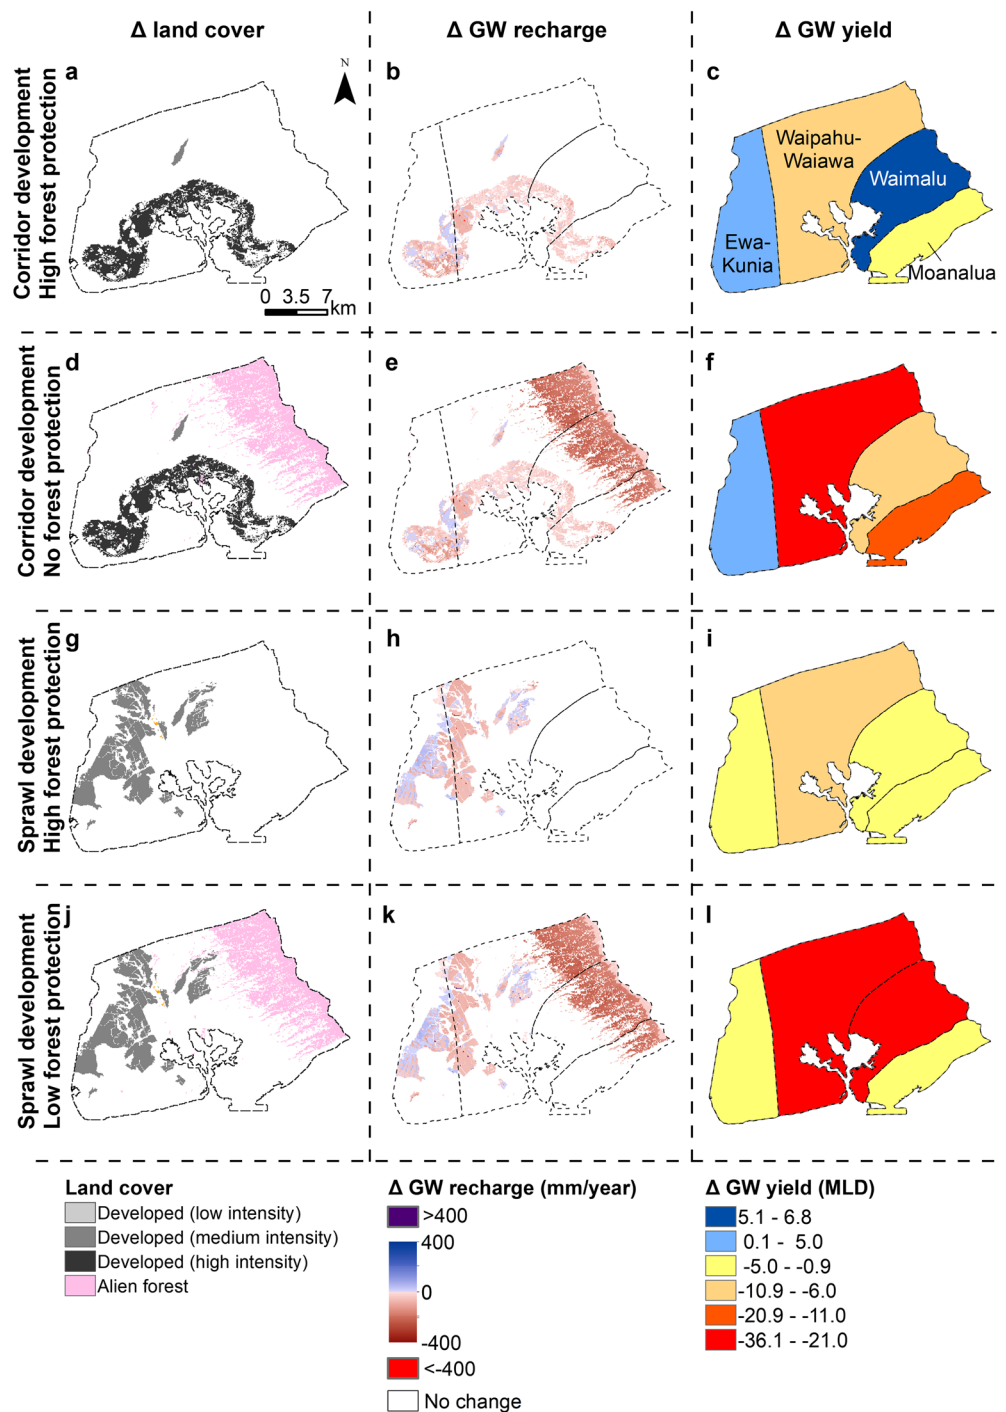 Δ land cover
Δ GW recharge
Δ GW yield
Corridor development
High forest protection
a
N
0 3.5 7
km
b
c
Waipahu-
Waiawa
Waimalu
Ewa-
Kunia
Moanalua
Corridor development
No forest protection
d
e
f
Sprawl development
High forest protection
g
h
i
Sprawl development
Low forest protection
j
k
l
Land cover
Developed (low intensity)
Developed (medium intensity)
Developed (high intensity)
Alien forest
Δ GW recharge (mm/year)
>400
400
0
-400
<-400
No change
Δ GW yield (MLD)
5.1 - 6.8
0.1 - 5.0
-5.0 - -0.9
-10.9 - -6.0
-20.9 - -11.0
-36.1 - -21.0